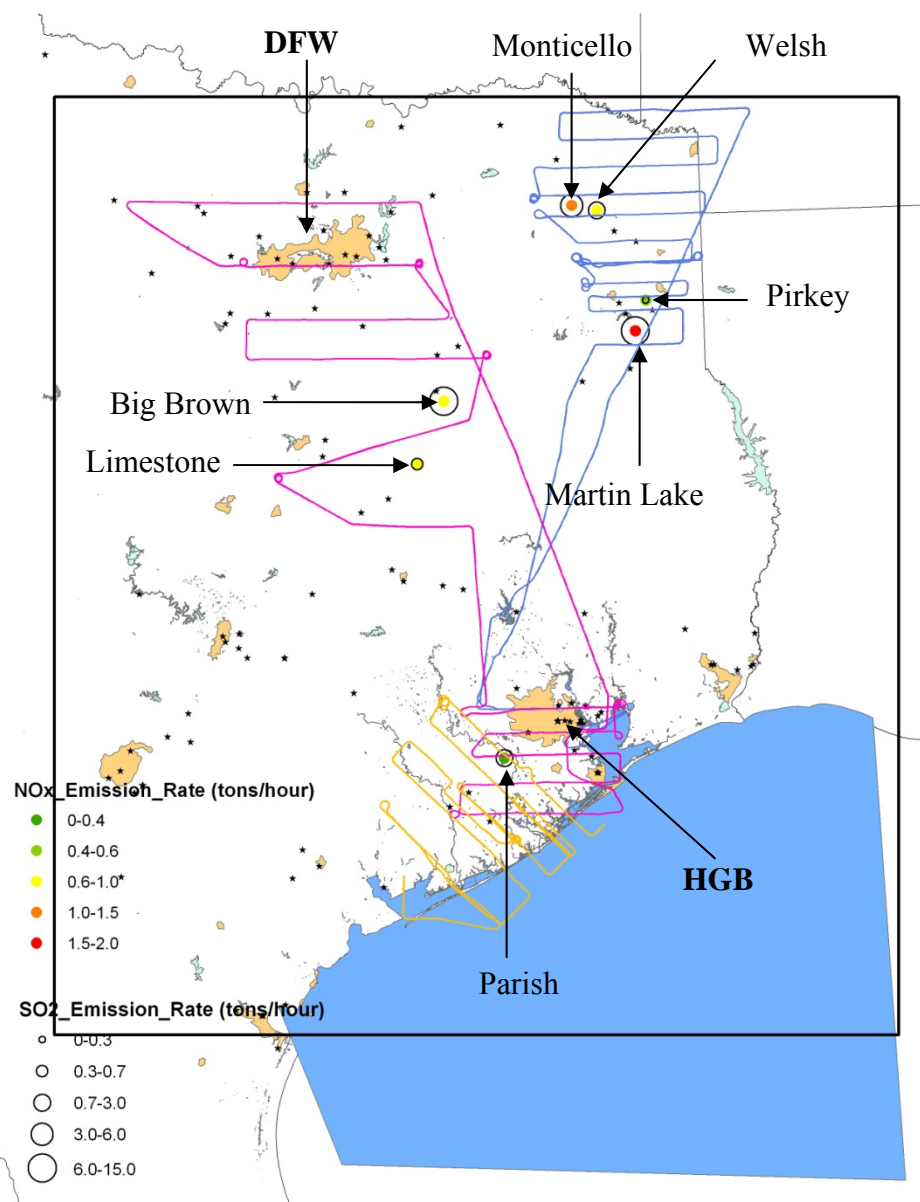 DFW
Monticello
Welsh
Pirkey
Big Brown
Limestone
Martin Lake
NOx_Emission_Rate (tons/hour)
0-0.4
0.4-0.6
0.6-1.0
1.0-1.5
1.5-2.0
HGB
Parish
SO2_Emission_Rate (tons/hour)
0-0.3
0.3-0.7
0.7-3.0
3.0-6.0
6.0-15.0